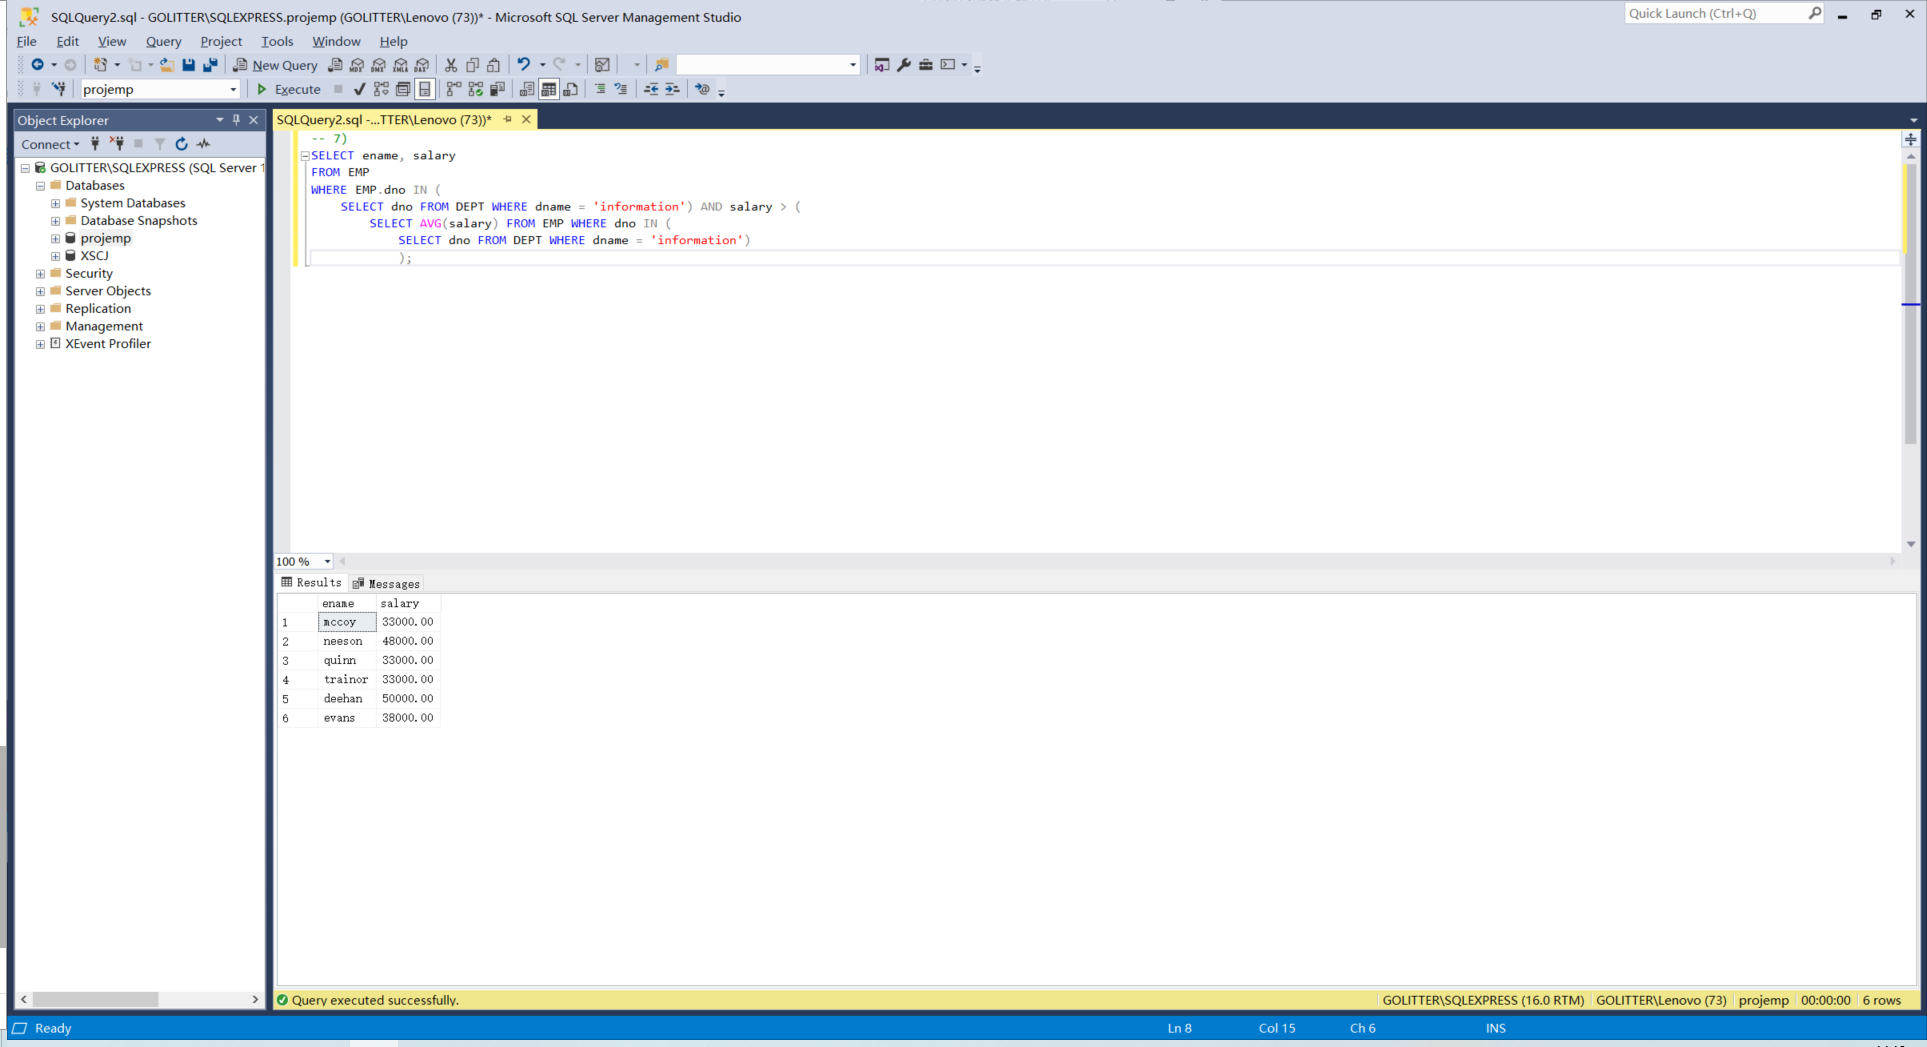 SQLQuery2.sql - GOLITTER\SQLEXPRESS.projemp (GOLITTER\Lenovo (73))* - Microsoft SQL Server Management Studio
Quick Launch (Ctrl+Q)
File Edit View Query Project Tools Window Help
New Query
projemp
Execute
Object Explorer
Connect
GOLITTER\SQLEXPRESS (SQL Server 1
Databases
System Databases
Database Snapshots
projemp
XSCJ
Security
Server Objects
Replication
Management
XEvent Profiler
SQLQuery2.sql -...TTER\Lenovo (73))*
-- 7)
SELECT ename, salary
FROM EMP
WHERE EMP.dno IN (
SELECT dno FROM DEPT WHERE dname = 'information') AND salary > (
SELECT AVG(salary) FROM EMP WHERE dno IN (
SELECT dno FROM DEPT WHERE dname = 'information')
);
100 %
Results Messages
ename salary
1 mccoy 33000.00
2 neeson 48000.00
3 quinn 33000.00
4 trainor 33000.00
5 deehan 50000.00
6 evans 38000.00
Query executed successfully.
GOLITTER\SQLEXPRESS (16.0 RTM) GOLITTER\Lenovo (73) projemp 00:00:00 6 rows
Ready
Ln 8 Col 15 Ch 6 INS